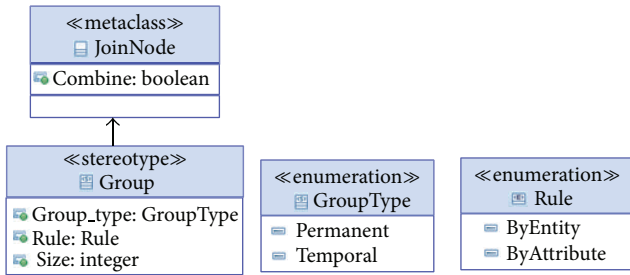 ≪metaclass≫
JoinNode
Combine: boolean
≪stereotype≫
Group
Group_type: GroupType
Rule: Rule
Size: integer
≪enumeration≫
GroupType
Permanent
Temporal
≪enumeration≫
Rule
ByEntity
ByAttribute